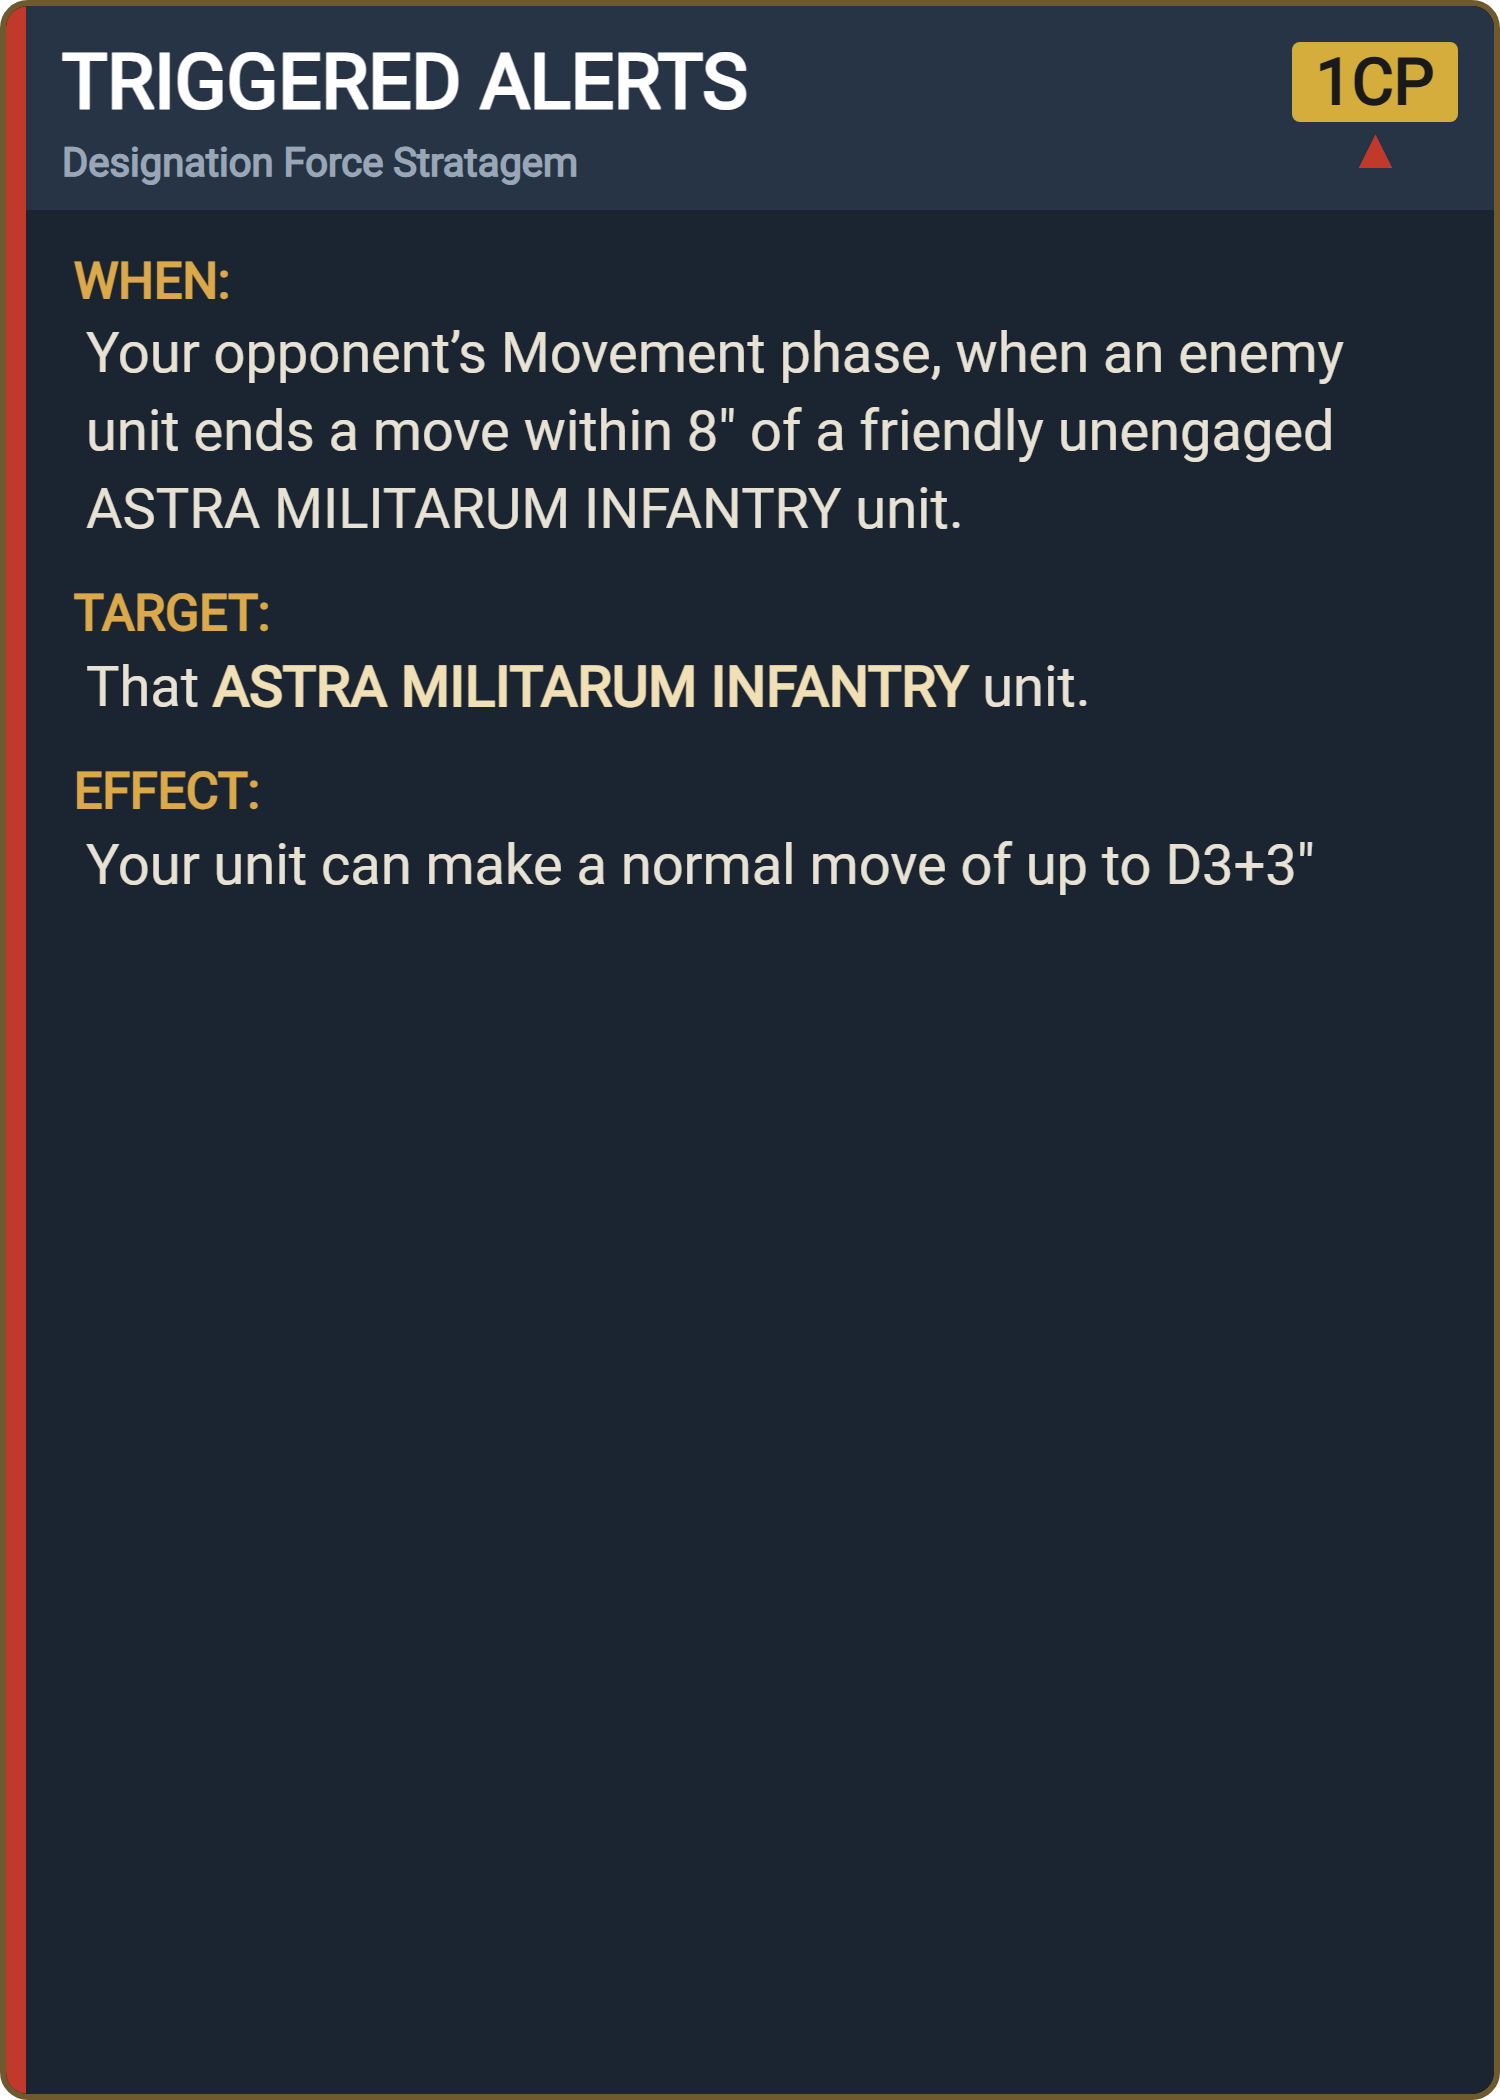 TRIGGERED ALERTS
1CP
Designation Force Stratagem
WHEN:
Your opponent’s Movement phase, when an enemy
unit ends a move within 8" of a friendly unengaged
ASTRA MILITARUM INFANTRY unit.
TARGET:
That ASTRA MILITARUM INFANTRY unit.
EFFECT:
Your unit can make a normal move of up to D3+3"